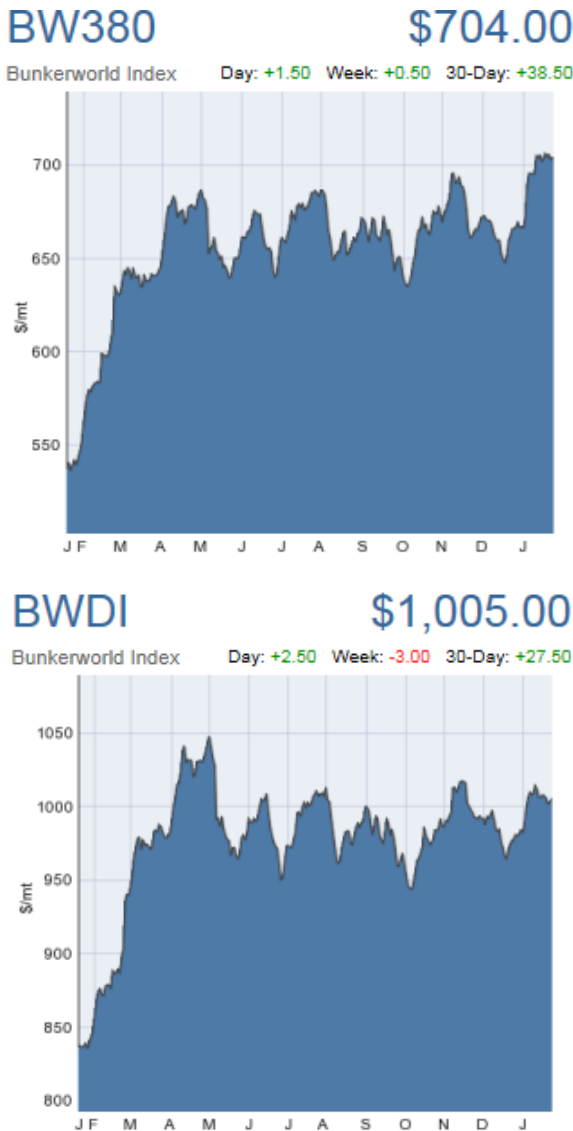 BW380 $704.00
Bunkerworld Index Day: +1.50 Week: +0.50 30-Day: +38.50
700
650
$/mt
600
550
J F M A M J J A S O N D J
BWDI $1,005.00
Bunkerworld Index Day: +2.50 Week: -3.00 30-Day: +27.50
1050
1000
950
$/mt
900
850
800
J F M A M J J A S O N D J